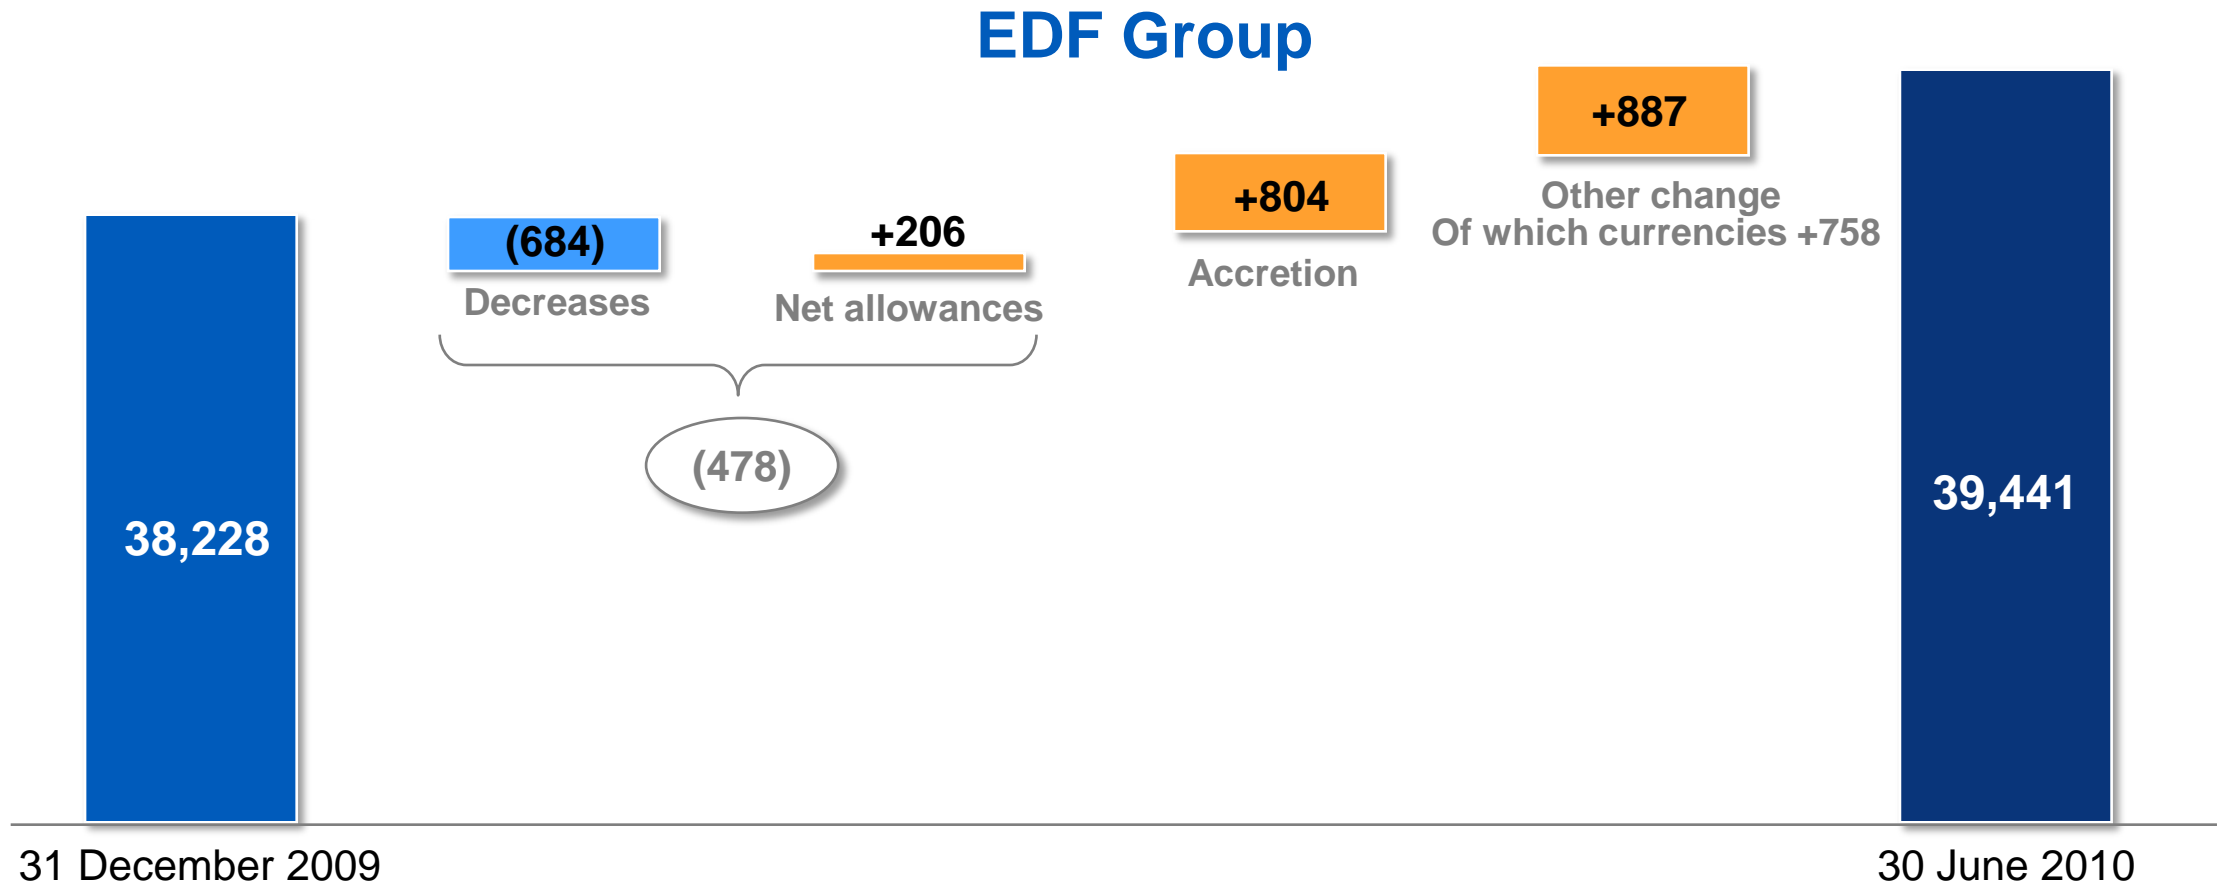 EDF Group
38,228
(684)
Decreases
+206
Net allowances
(478)
+804
Accretion
+887
Other change
Of which currencies +758
39,441
31 December 2009
30 June 2010